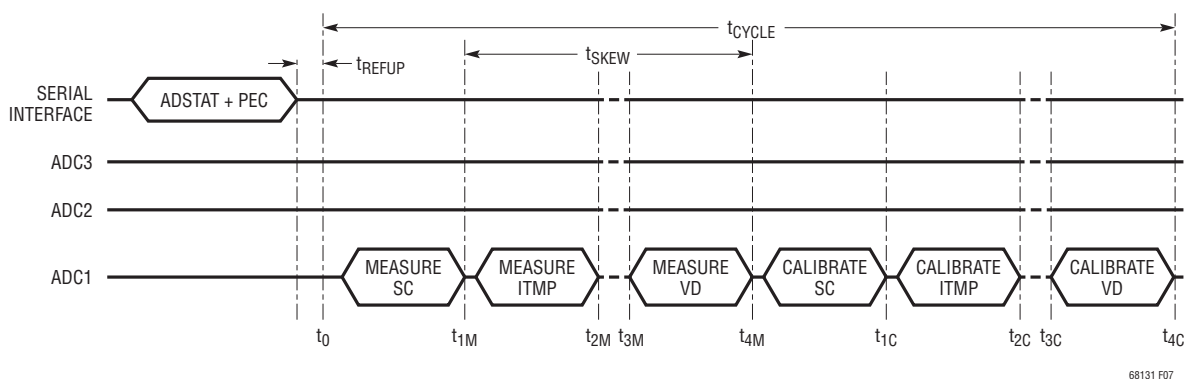 tCYCLE
tSKEW
tREFUP
SERIAL
INTERFACE
ADSTAT + PEC
ADC3
ADC2
ADC1
MEASURE
SC
MEASURE
ITMP
MEASURE
VD
CALIBRATE
SC
CALIBRATE
ITMP
CALIBRATE
VD
t0 t1M t2M t3M t4M t1C t2C t3C t4C
68131 F07